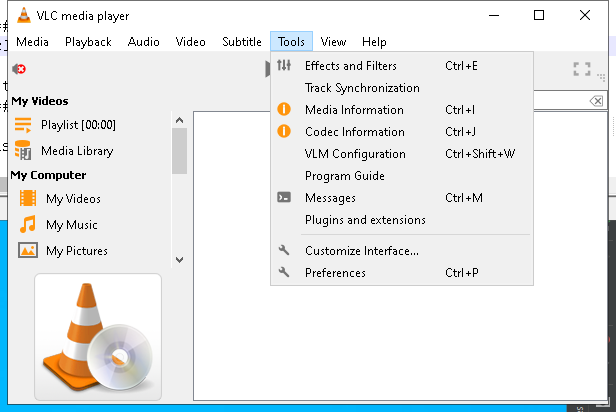 VLC media player
Media Playback Audio Video Subtitle Tools View Help
My Videos
Playlist [00:00]
Media Library
My Computer
My Videos
My Music
My Pictures
Effects and Filters Ctrl+E
Track Synchronization
Media Information Ctrl+I
Codec Information Ctrl+J
VLM Configuration Ctrl+Shift+W
Program Guide
Messages Ctrl+M
Plugins and extensions
Customize Interface...
Preferences Ctrl+P